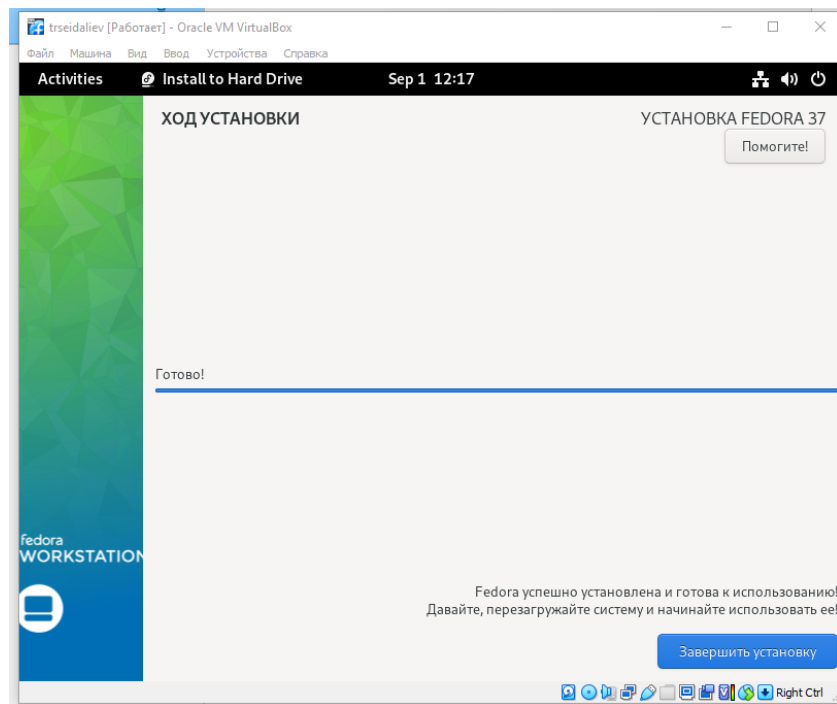 trseidaliev [Работает] - Oracle VM VirtualBox
Файл Машина Вид Ввод Устройства Справка
Activities Install to Hard Drive Sep 1 12:17
ХОД УСТАНОВКИ УСТАНОВКА FEDORA 37
Помогите!
Готово!
fedora
WORKSTATION
Fedora успешно установлена и готова к использованию!
Давайте, перезагружайте систему и начинайте использовать ее!
Завершить установку
Right Ctrl